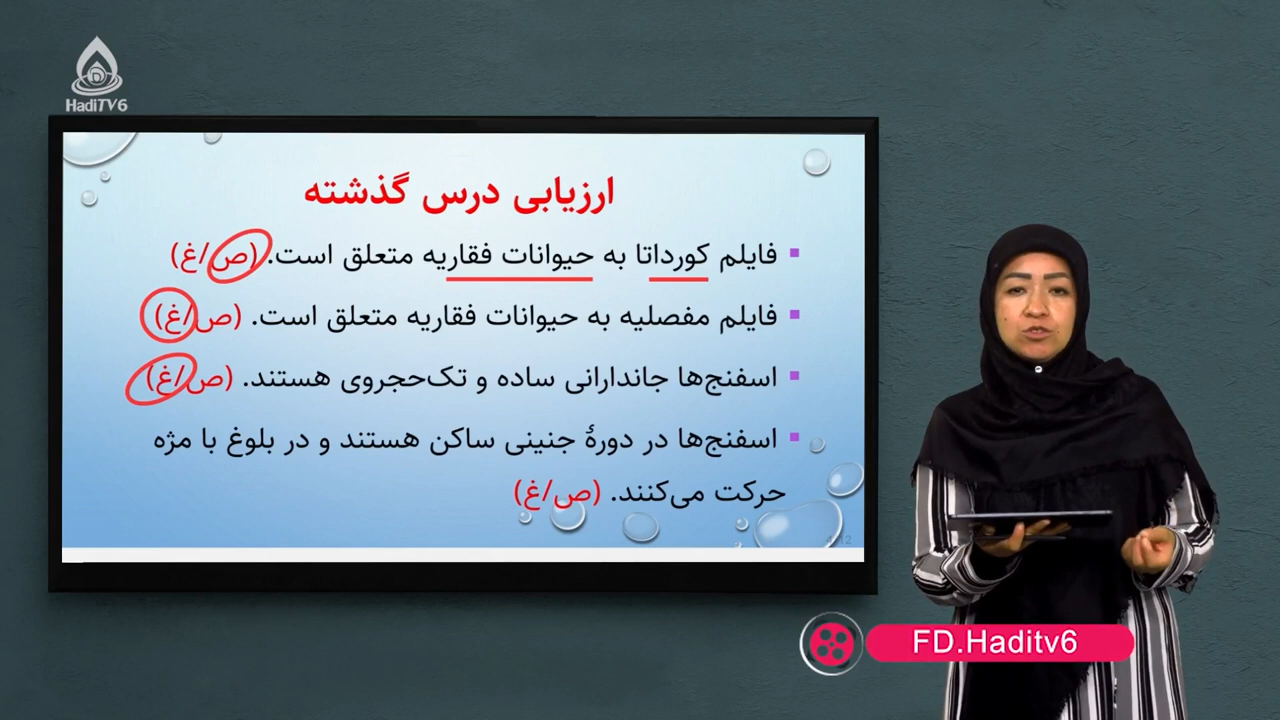 HadiTV6
ارزیابی درس گذشته
فایلم کورداتا به حیوانات فقاریه متعلق است. (ص/غ)
فایلم مفصلیه به حیوانات فقاریه متعلق است. (ص/غ)
اسفنج‌ها جاندارانی ساده و تک‌حجروی هستند. (ص/غ)
اسفنج‌ها در دورهٔ جنینی ساکن هستند و در بلوغ با مژه
حرکت می‌کنند. (ص/غ)
FD.Haditv6